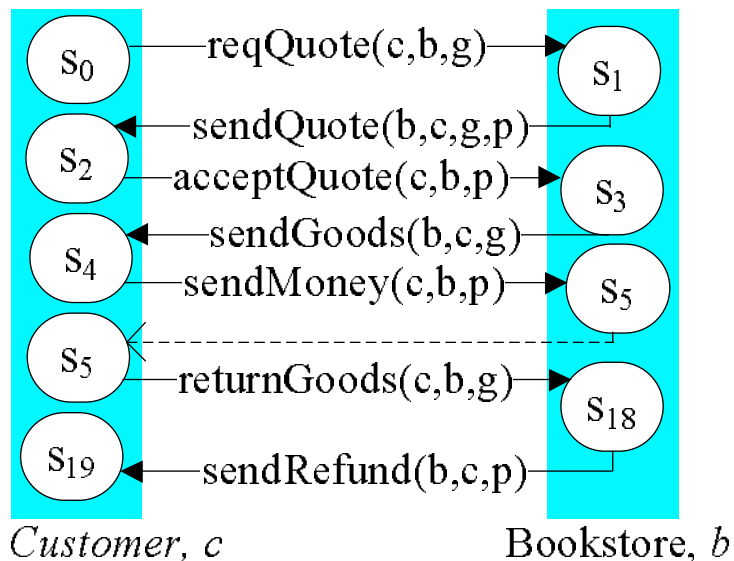 s0 reqQuote(c,b,g) s1
sendQuote(b,c,g,p)
s2 acceptQuote(c,b,p) s3
sendGoods(b,c,g)
s4 sendMoney(c,b,p) s5
s5 returnGoods(c,b,g) s18
s19 sendRefund(b,c,p)
Customer, c Bookstore, b